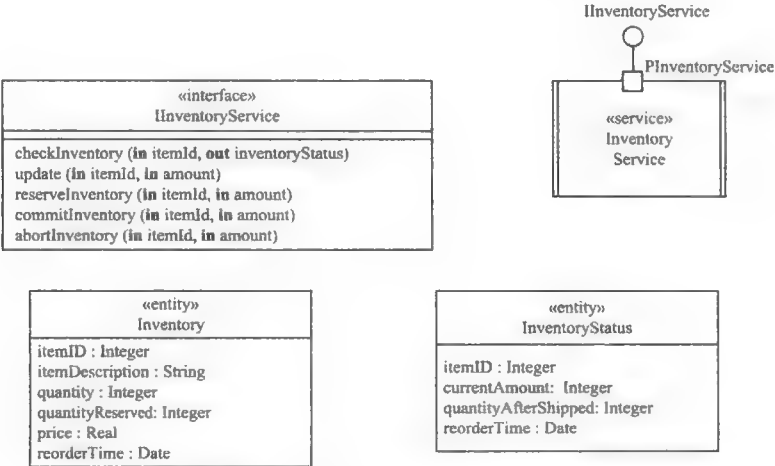 IInventoryService
PInventoryService
«service»
Inventory
Service
«interface»
IInventoryService
checkInventory (in itemId, out inventoryStatus)
update (in itemId, in amount)
reserveInventory (in itemId, in amount)
commitInventory (in itemId, in amount)
abortInventory (in itemId, in amount)
«entity»
Inventory
itemID : Integer
itemDescription : String
quantity : Integer
quantityReserved: Integer
price : Real
reorderTime : Date
«entity»
InventoryStatus
itemID : Integer
currentAmount: Integer
quantityAfterShipped: Integer
reorderTime : Date